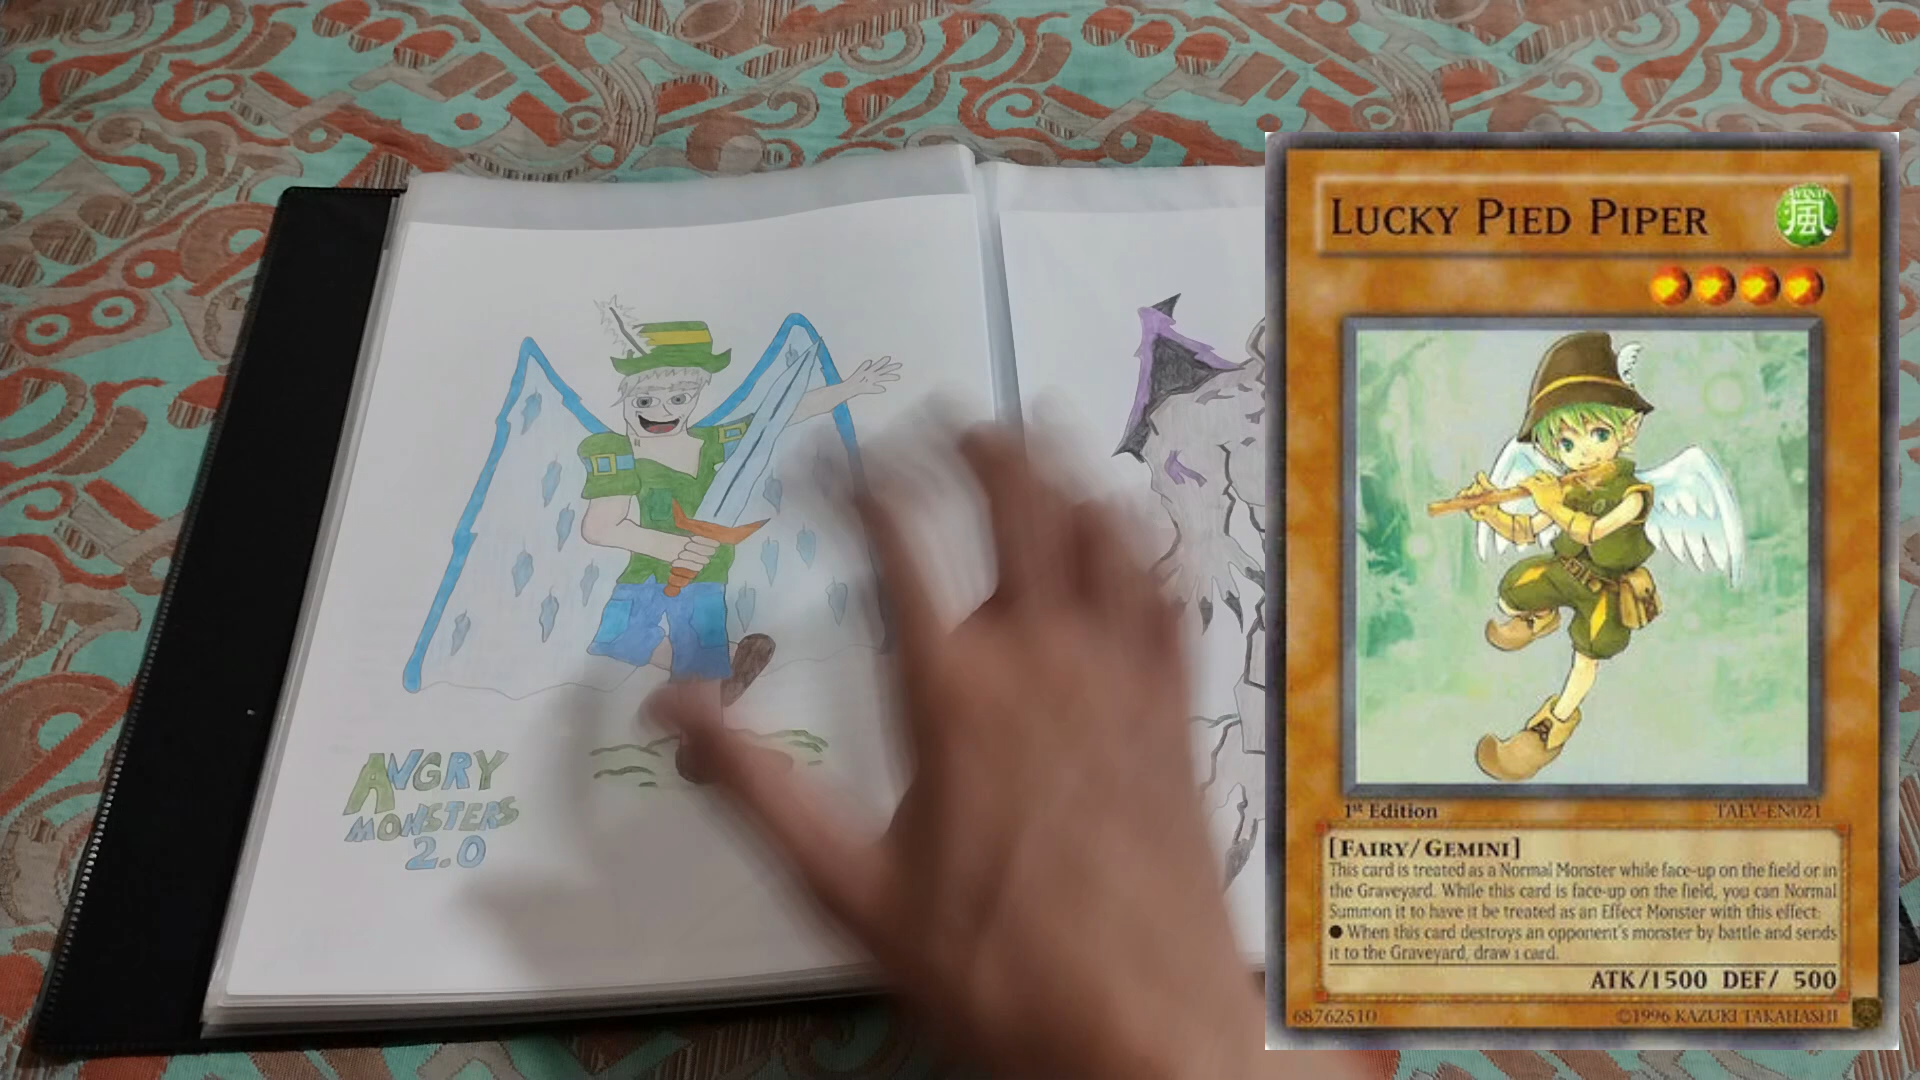 ANGRY
MONSTERS
2.0
LUCKY PIED PIPER
WIND
風
1st Edition
TAEV-EN021
[FAIRY/GEMINI]
This card is treated as a Normal Monster while face-up on the field or in
the Graveyard. While this card is face-up on the field, you can Normal
Summon it to have it be treated as an Effect Monster with this effect:
● When this card destroys an opponent's monster by battle and sends
it to the Graveyard, draw 1 card.
ATK/1500 DEF/ 500
68762510
©1996 KAZUKI TAKAHASHI